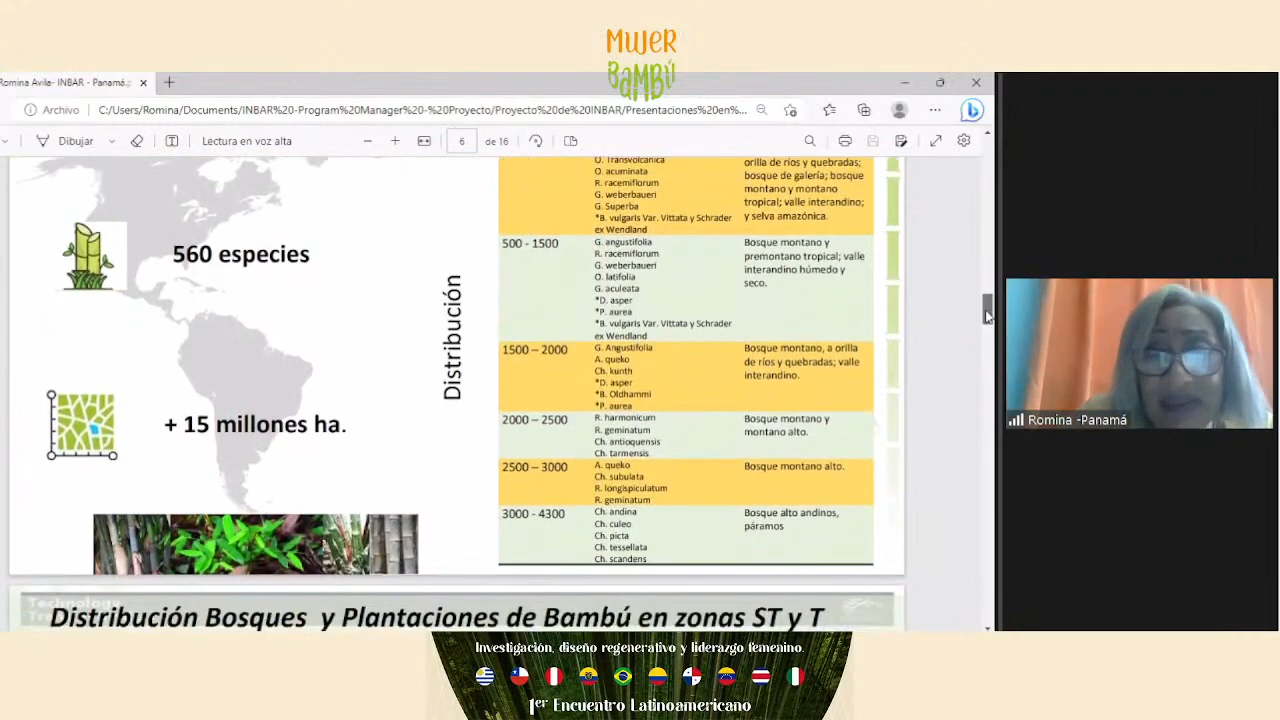 MUJER
BAMBÚ
Romina Avila- INBAR - Panamá.
Archivo
C:/Users/Romina/Documents/INBAR%20-Program%20Manager%20-%20Proyecto/Proyecto%20de%20INBAR/Presentaciones%20en%...
Dibujar
Lectura en voz alta
6
de 16
560 especies
+ 15 millones ha.
Distribución
O. Transvolcánica
O. acuminata
R. racemiflorum
G. weberbaueri
G. Superba
*B. vulgaris Var. Vittata y Schrader
ex Wendland
orilla de ríos y quebradas;
bosque de galería; bosque
montano y montano
tropical; valle interandino;
y selva amazónica.
500 - 1500
G. angustifolia
R. racemiflorum
G. weberbaueri
O. latifolia
G. aculeata
*D. asper
*P. aurea
*B. vulgaris Var. Vittata y Schrader
ex Wendland
Bosque montano y
premontano tropical; valle
interandino húmedo y
seco.
1500 – 2000
G. Angustifolia
A. queko
Ch. kunth
*D. asper
*B. Oldhammi
*P. aurea
Bosque montano, a orilla
de ríos y quebradas; valle
interandino.
2000 – 2500
R. harmonicum
R. geminatum
Ch. antioquensis
Ch. tarmensis
Bosque montano y
montano alto.
2500 – 3000
A. queko
Ch. subulata
R. longispiculatum
R. geminatum
Bosque montano alto.
3000 - 4300
Ch. andina
Ch. culeo
Ch. picta
Ch. tessellata
Ch. scandens
Bosque alto andinos,
páramos
Technology
Distribución Bosques y Plantaciones de Bambú en zonas ST y T
Romina -Panamá
Investigación, diseño regenerativo y liderazgo femenino.
1er Encuentro Latinoamericano